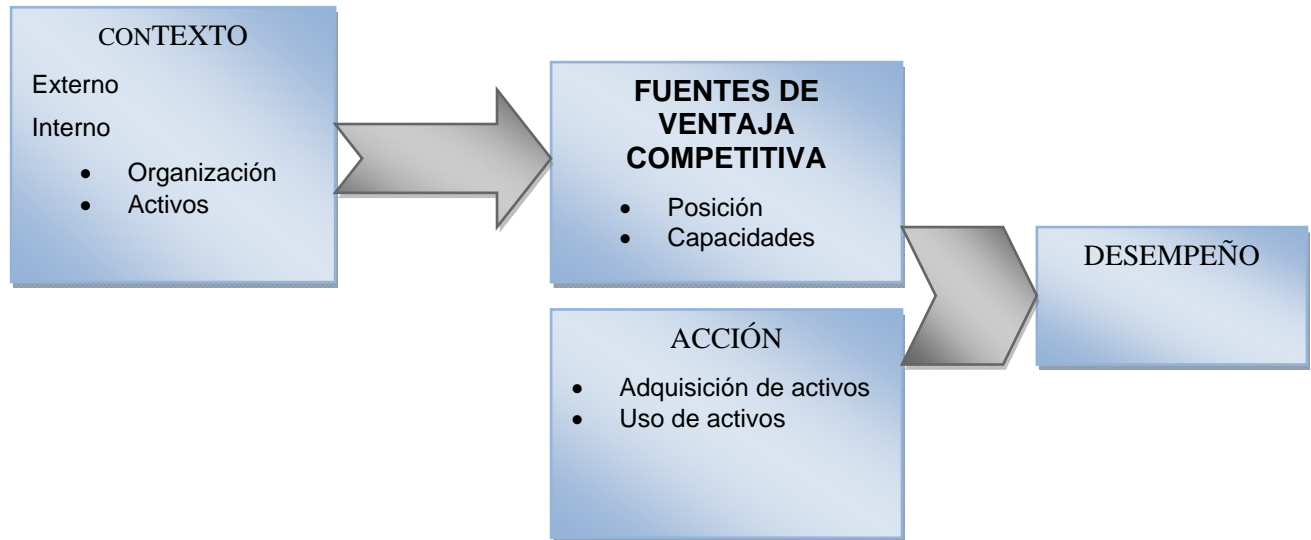 CONTEXTO
Externo
Interno
• Organización
• Activos
FUENTES DE
VENTAJA
COMPETITIVA
• Posición
• Capacidades
ACCIÓN
• Adquisición de activos
• Uso de activos
DESEMPEÑO